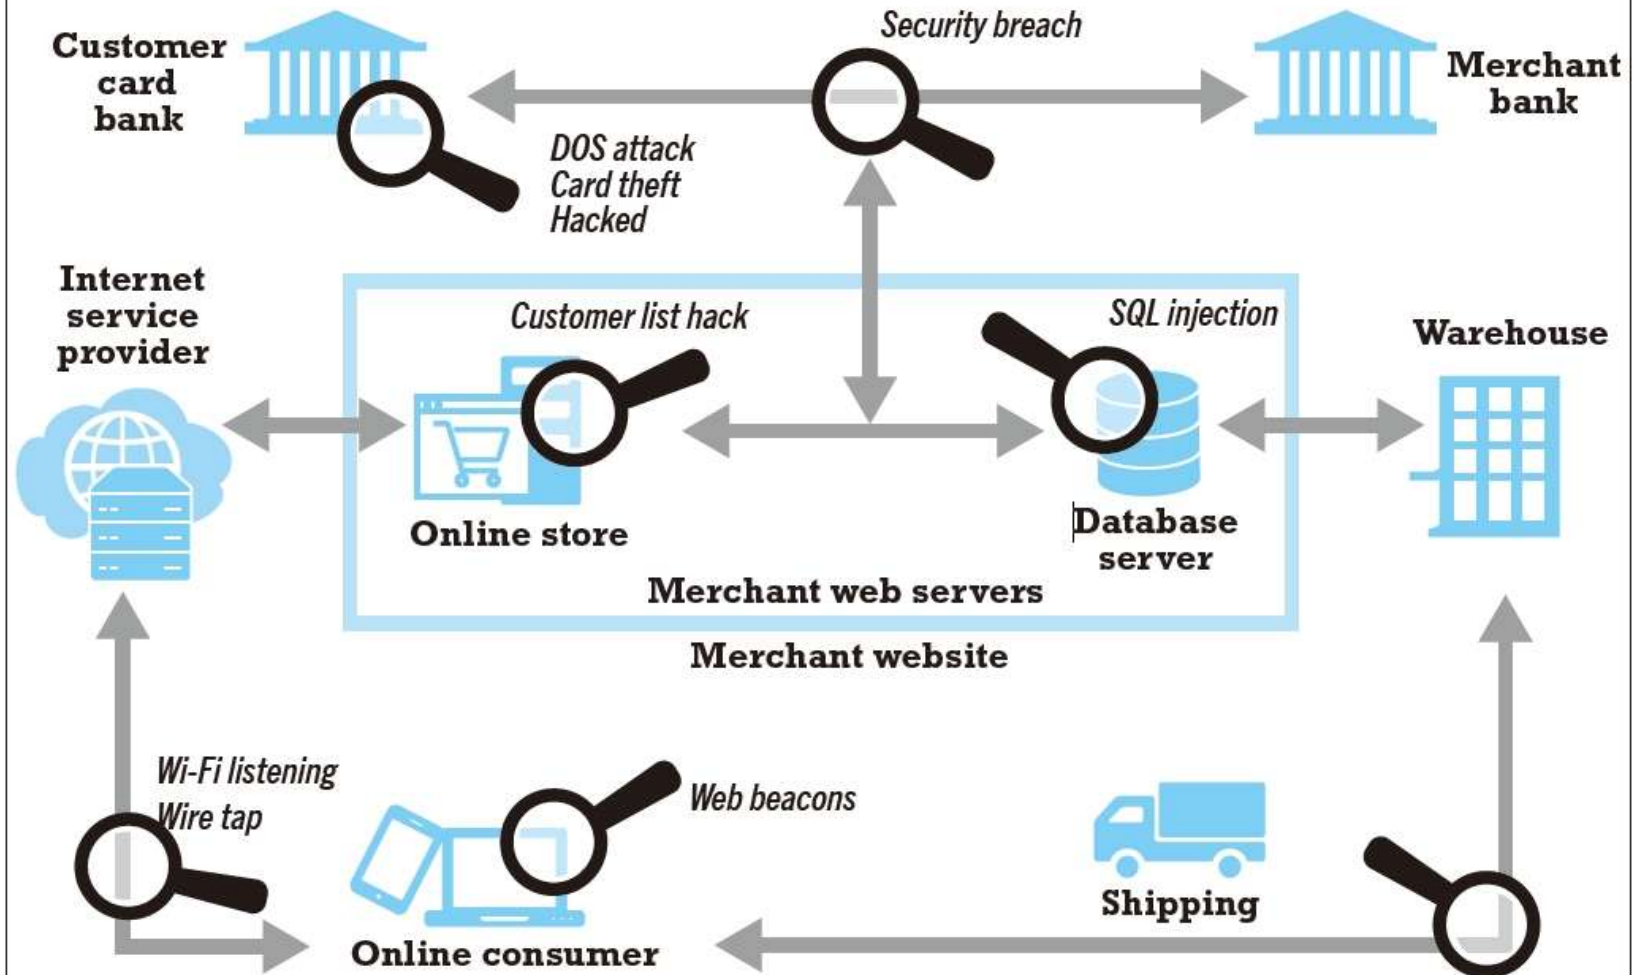 Security breach
Customer
card
bank
Merchant
bank
DOS attack
Card theft
Hacked
Internet
service
provider
Customer list hack
SQL injection
Warehouse
Online store
Database
server
Merchant web servers
Merchant website
Wi-Fi listening
Wire tap
Web beacons
Shipping
Online consumer